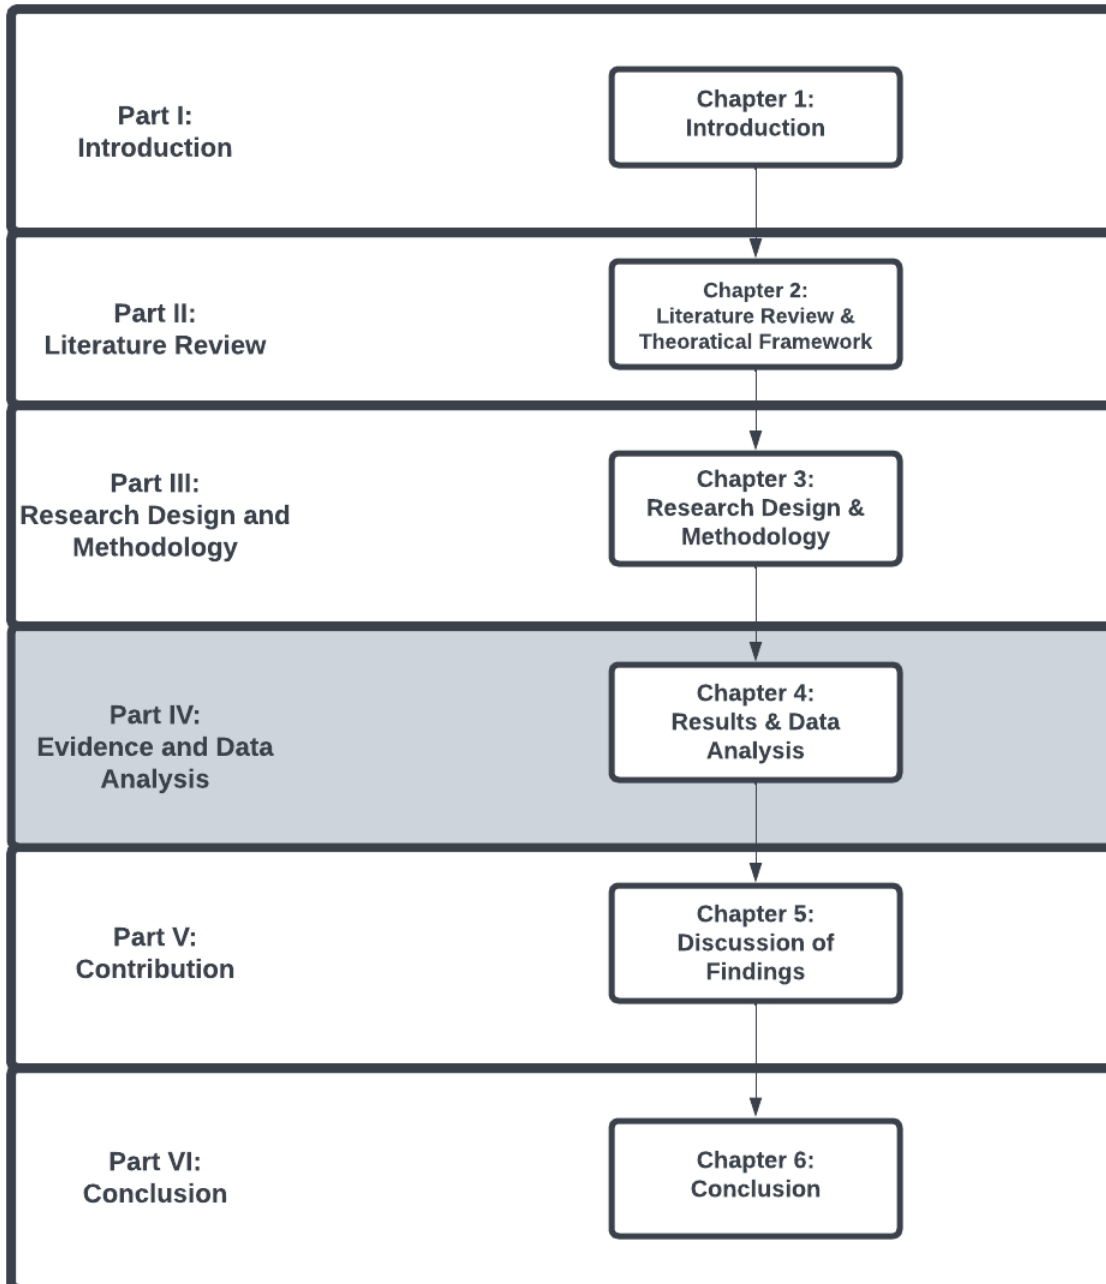 Part I:
Introduction
Chapter 1:
Introduction
Part II:
Literature Review
Chapter 2:
Literature Review &
Theoratical Framework
Part III:
Research Design and
Methodology
Chapter 3:
Research Design &
Methodology
Part IV:
Evidence and Data
Analysis
Chapter 4:
Results & Data
Analysis
Part V:
Contribution
Chapter 5:
Discussion of
Findings
Part VI:
Conclusion
Chapter 6:
Conclusion